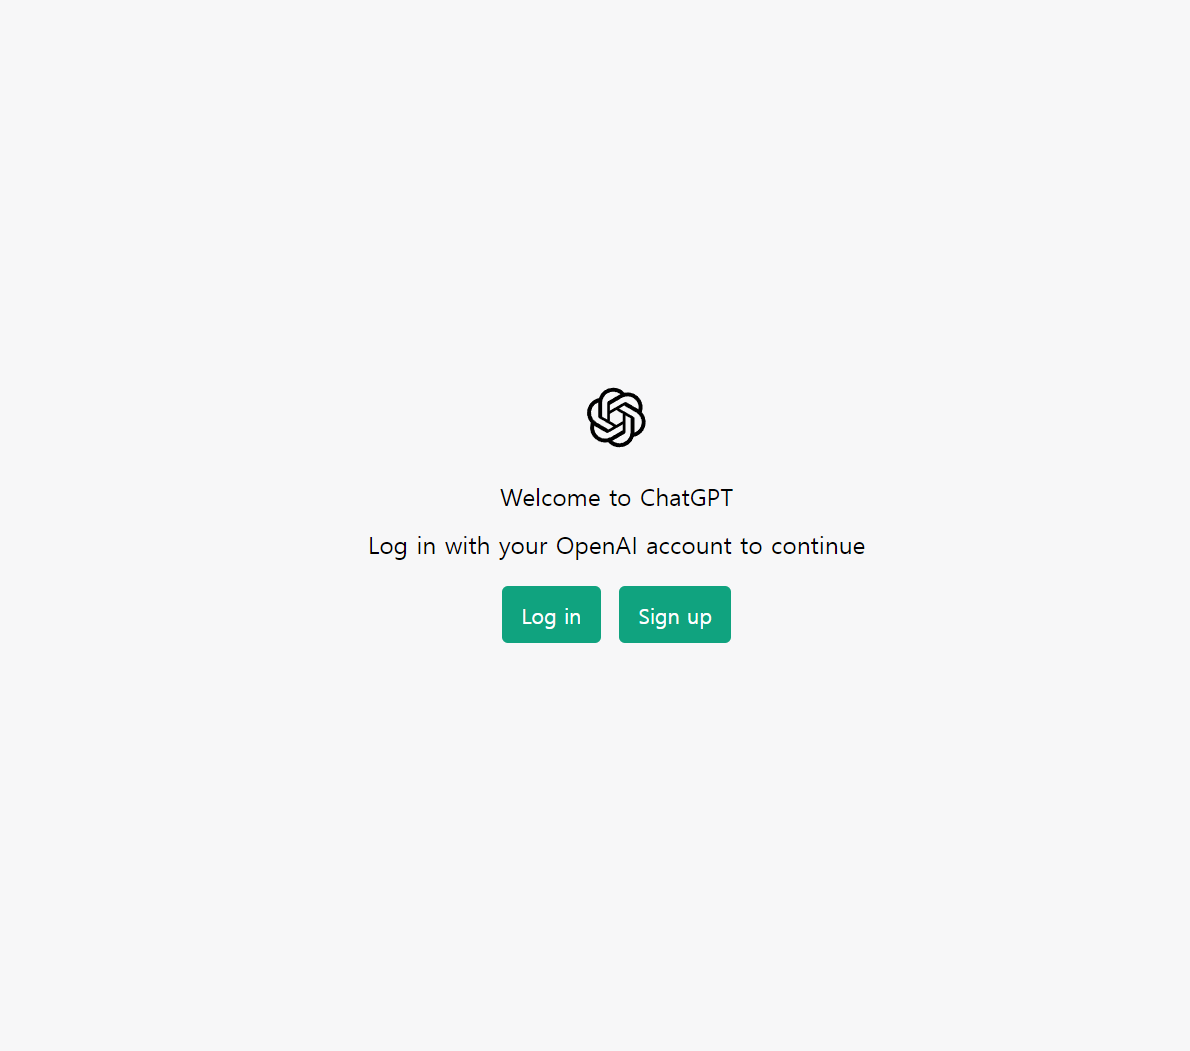 Welcome to ChatGPT
Log in with your OpenAI account to continue
Log in
Sign up